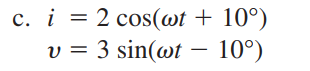 c. i = 2 cos(ωt + 10°)
v = 3 sin(ωt − 10°)